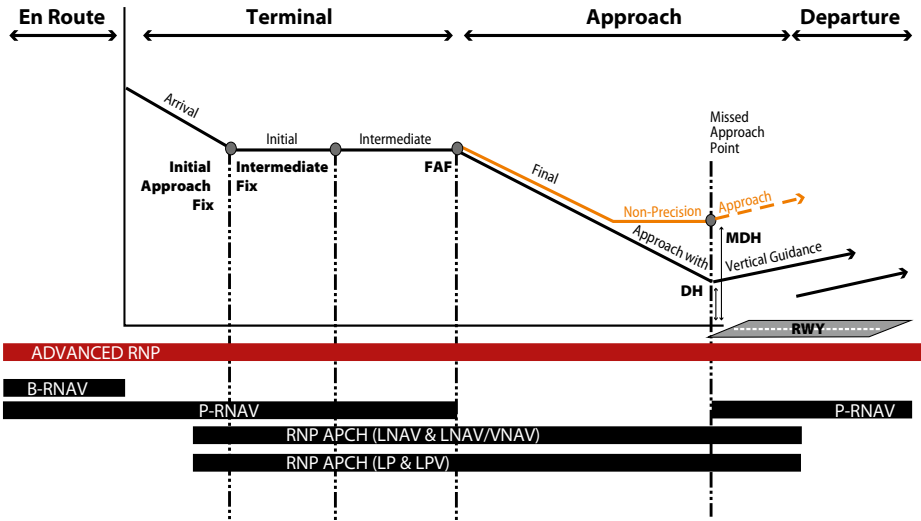 En Route
Terminal
Approach
Departure
Arrival
Initial
Intermediate
Initial
Approach
Fix
Intermediate
Fix
FAF
Final
Non-Precision
Approach
Missed
Approach
Point
MDH
Approach with
Vertical Guidance
DH
RWY
ADVANCED RNP
B-RNAV
P-RNAV
P-RNAV
RNP APCH (LNAV & LNAV/VNAV)
RNP APCH (LP & LPV)